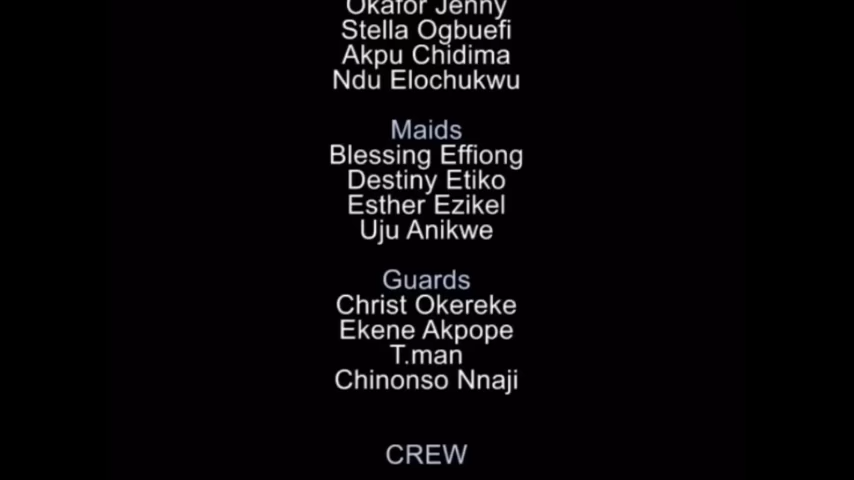 Okafor Jenny
Stella Ogbuefi
Akpu Chidima
Ndu Elochukwu
Maids
Blessing Effiong
Destiny Etiko
Esther Ezikel
Uju Anikwe
Guards
Christ Okereke
Ekene Akpope
T.man
Chinonso Nnaji
CREW